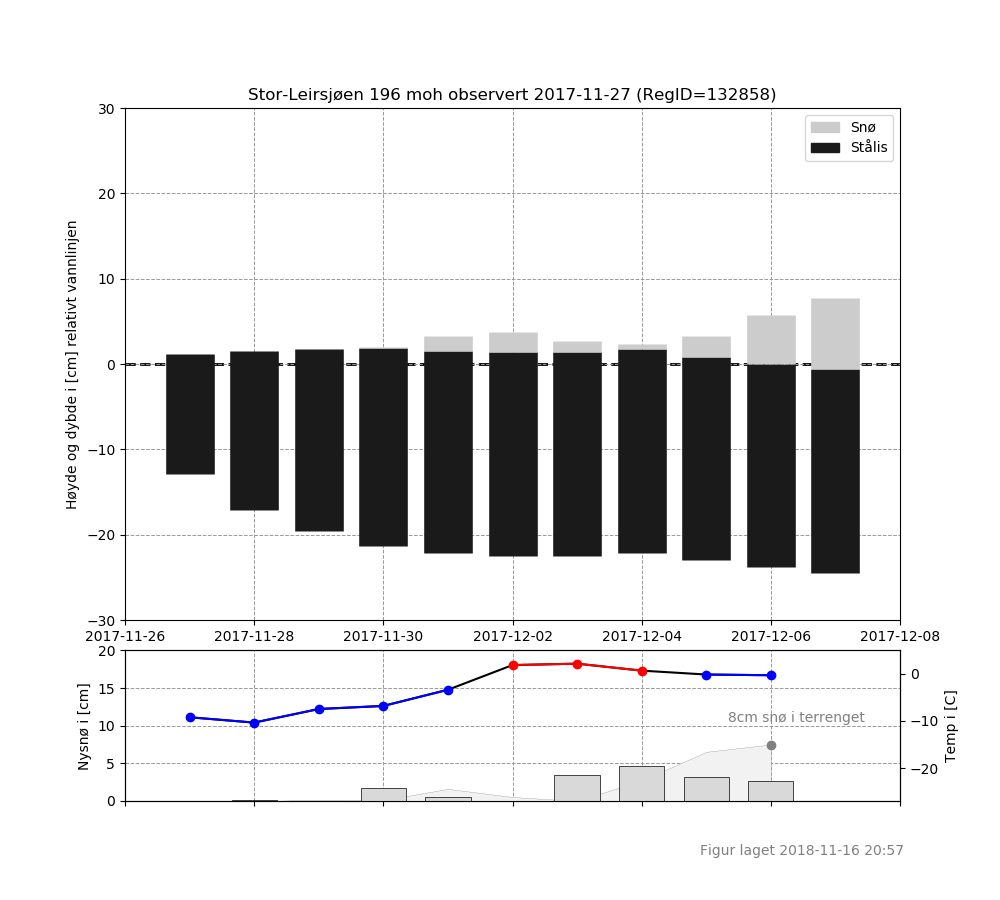 Stor-Leirsjøen 196 moh observert 2017-11-27 (RegID=132858)
Snø
Stålis
Høyde og dybde i [cm] relativt vannlinjen
30
20
10
0
−10
−20
−30
2017-11-26
2017-11-28
2017-11-30
2017-12-02
2017-12-04
2017-12-06
2017-12-08
Nysnø i [cm]
20
15
10
5
0
8cm snø i terrenget
0
−10
−20
Temp i [C]
Figur laget 2018-11-16 20:57